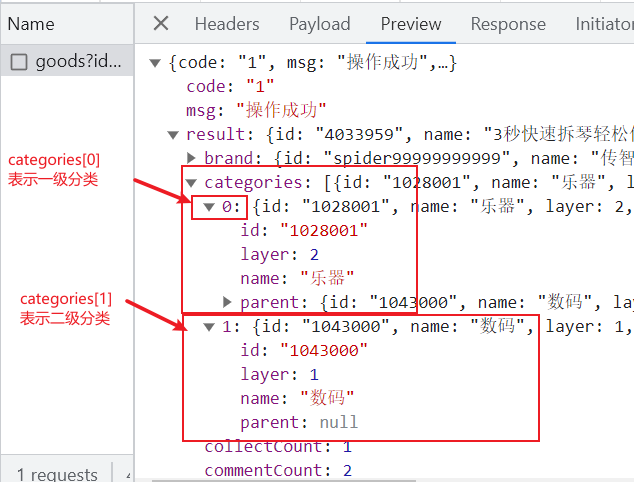 Name
Headers
Payload
Preview
Response
Initiator
goods?id...
{code: "1", msg: "操作成功",…}
code: "1"
msg: "操作成功"
result: {id: "4033959", name: "3秒快速拆琴轻松
brand: {id: "spider99999999999", name: "传智
categories: [{id: "1028001", name: "乐器", l
0: {id: "1028001", name: "乐器", layer: 2,
id: "1028001"
layer: 2
name: "乐器"
parent: {id: "1043000", name: "数码", lay
1: {id: "1043000", name: "数码", layer: 1,
id: "1043000"
layer: 1
name: "数码"
parent: null
collectCount: 1
commentCount: 2
categories[0]
表示一级分类
categories[1]
表示二级分类
1 requests